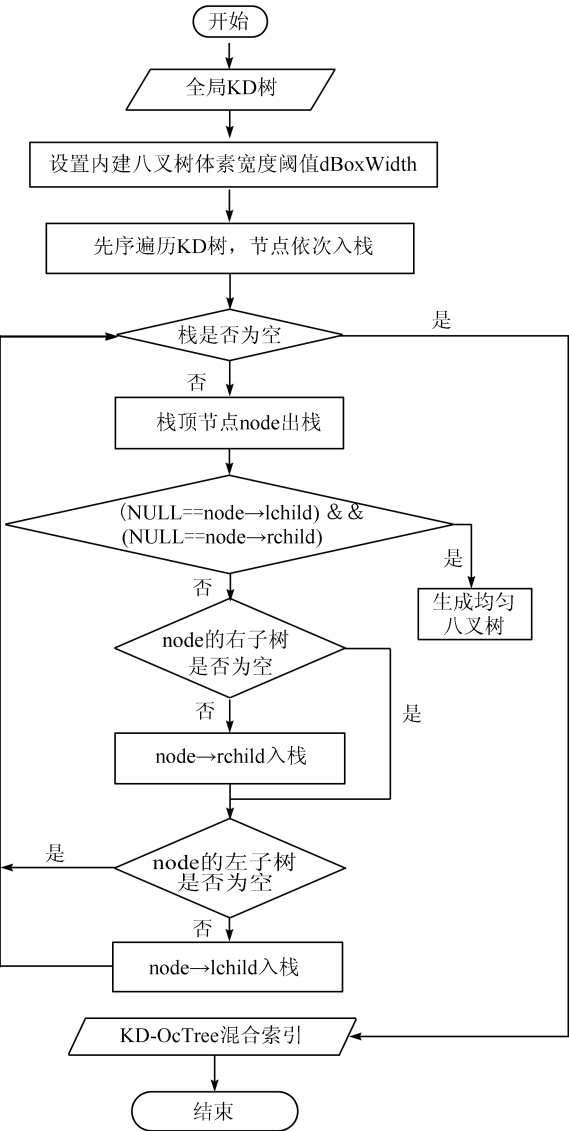 开始
全局KD树
设置内建八叉树体素宽度阈值dBoxWidth
先序遍历KD树，节点依次入栈
栈是否为空
是
否
栈顶节点node出栈
（NULL==node→lchild) && 
(NULL==node→rchild)
是
否
生成均匀
八叉树
node的右子树
是否为空
否
是
node→rchild入栈
node的左子树
是否为空
是
否
node→lchild入栈
KD-OcTree混合索引
结束